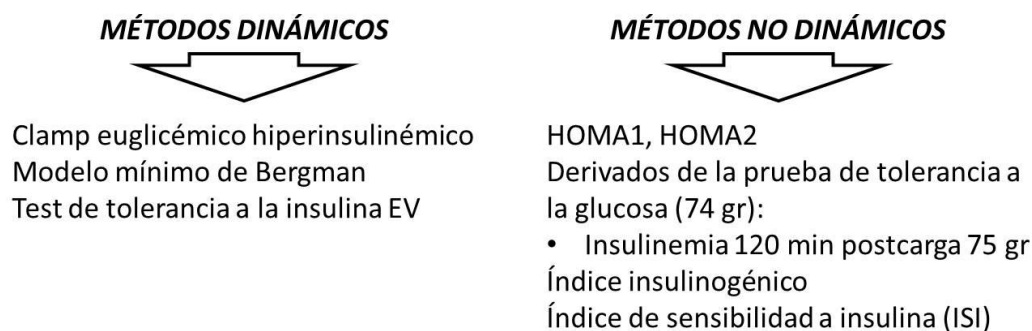 MÉTODOS DINÁMICOS
Clamp euglicémico hiperinsulinémico
Modelo mínimo de Bergman
Test de tolerancia a la insulina EV
MÉTODOS NO DINÁMICOS
HOMA1, HOMA2
Derivados de la prueba de tolerancia a
la glucosa (74 gr):
• Insulinemia 120 min postcarga 75 gr
Índice insulinogénico
Índice de sensibilidad a insulina (ISI)